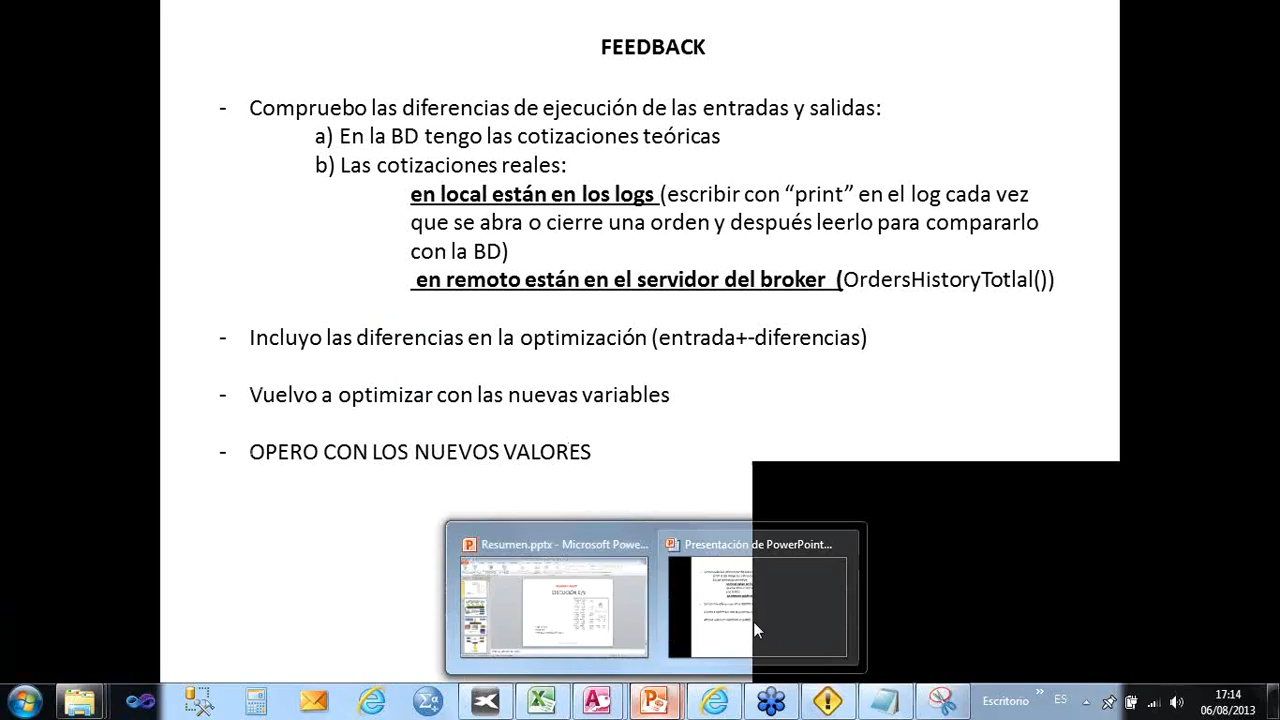 FEEDBACK
- Compruebo las diferencias de ejecución de las entradas y salidas:
a) En la BD tengo las cotizaciones teóricas
b) Las cotizaciones reales:
en local están en los logs (escribir con “print” en el log cada vez
que se abra o cierre una orden y después leerlo para compararlo
con la BD)
en remoto están en el servidor del broker (OrdersHistoryTotlal())
- Incluyo las diferencias en la optimización (entrada+-diferencias)
- Vuelvo a optimizar con las nuevas variables
- OPERO CON LOS NUEVOS VALORES
Resumen.pptx - Microsoft Powe...
Presentación de PowerPoint...
Escritorio
ES
17:14
06/08/2013